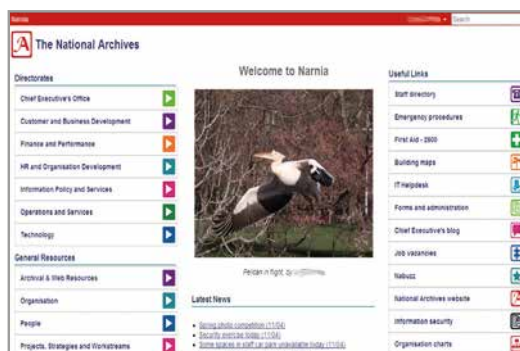 Narnia
Search
The National Archives
Directorates
Chief Executive's Office
Customer and Business Development
Finance and Performance
HR and Organisation Development
Information Policy and Services
Operations and Services
Technology
General Resources
Archival & Web Resources
Organisation
People
Projects, Strategies and Workstreams
Welcome to Narnia
Pelican in flight, by
Latest News
Spring photo competition (11/04)
Security exercise today (11/04)
Some spaces in staff car park unavailable today (11/04)
Useful Links
Staff directory
Emergency procedures
First Aid - 2800
Building maps
IT Helpdesk
Forms and administration
Chief Executive's blog
Job vacancies
Nabuzz
National Archives website
Information security
Organisation charts